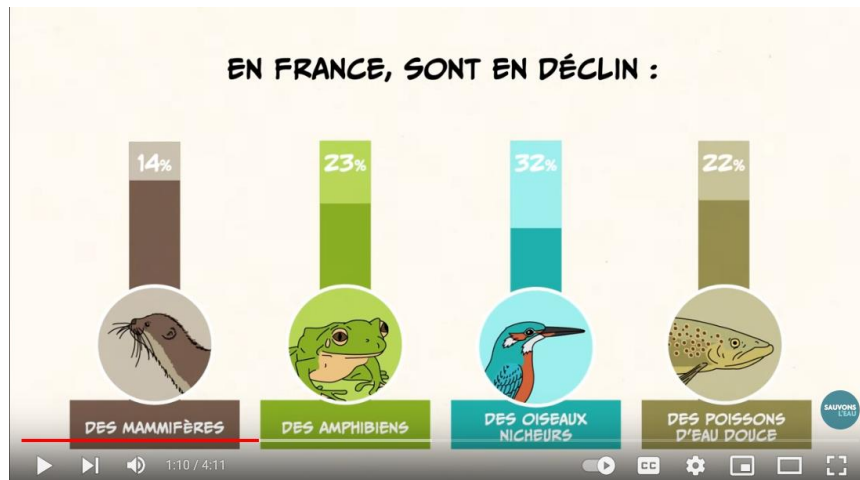 EN FRANCE, SONT EN DÉCLIN :
14%
23%
32%
22%
DES MAMMIFÈRES
DES AMPHIBIENS
DES OISEAUX
NICHEURS
DES POISSONS
D'EAU DOUCE
SAUVONS
L'EAU
1:10 / 4:11
CC